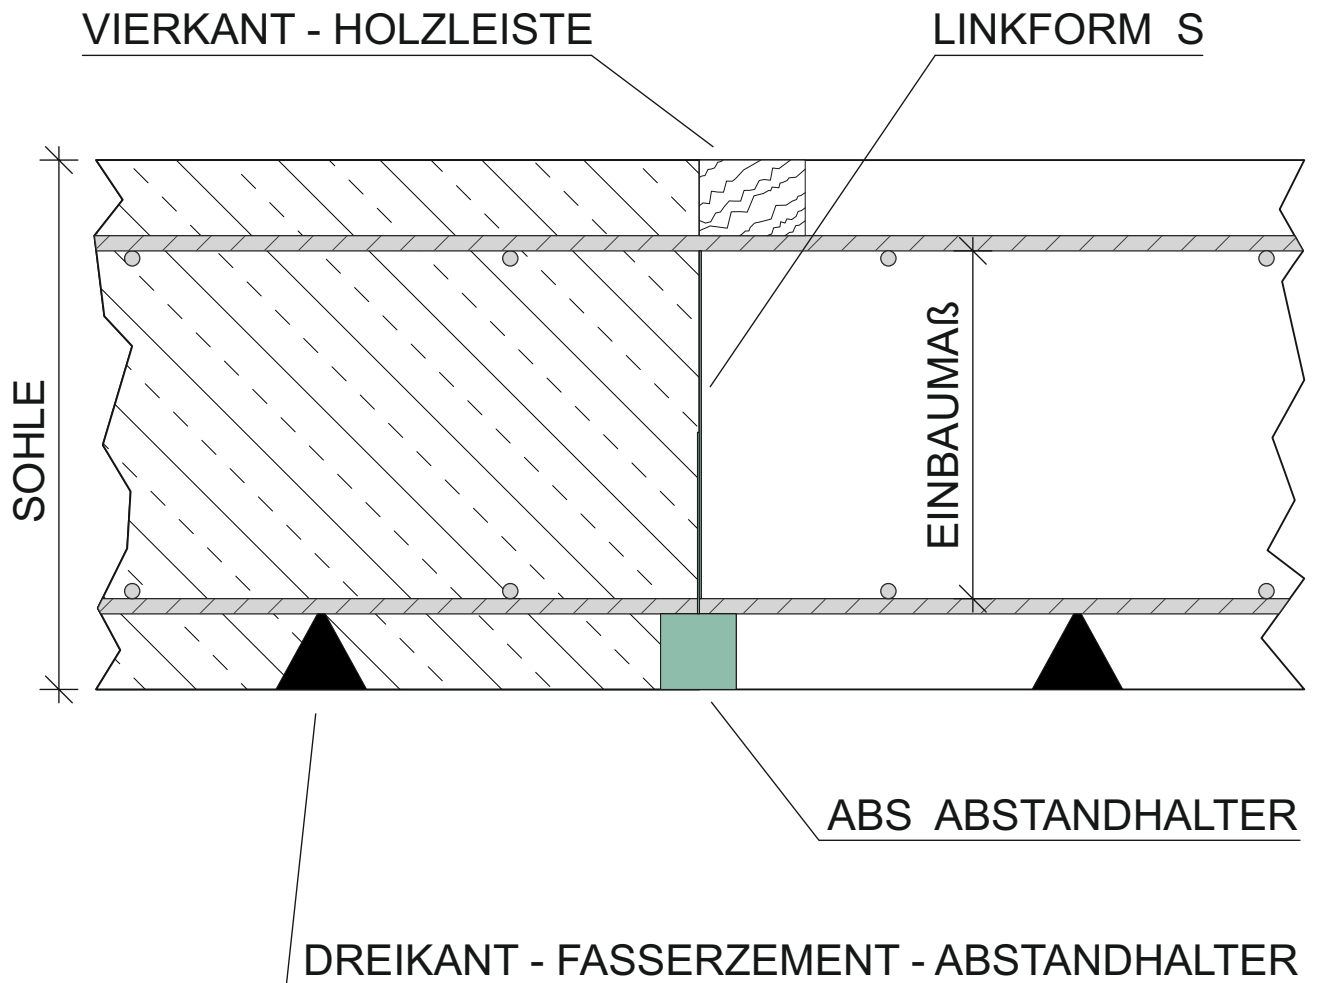 VIERKANT - HOLZLEISTE
LINKFORM S
SOHLE
EINBAUMAß
ABS ABSTANDHALTER
DREIKANT - FASSERZEMENT - ABSTANDHALTER